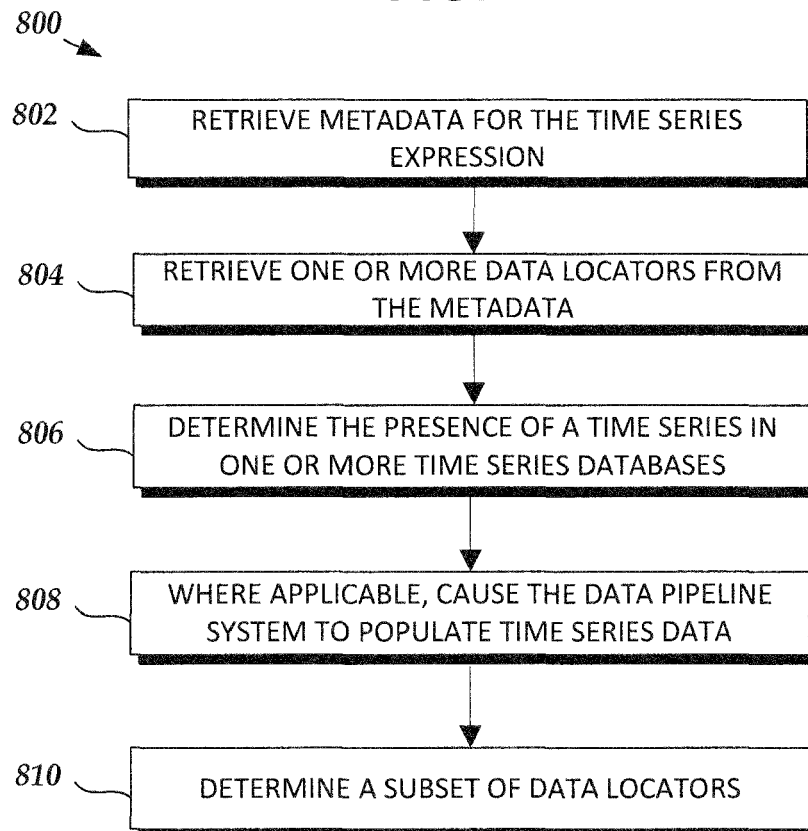 800
802
RETRIEVE METADATA FOR THE TIME SERIES
EXPRESSION
804
RETRIEVE ONE OR MORE DATA LOCATORS FROM
THE METADATA
806
DETERMINE THE PRESENCE OF A TIME SERIES IN
ONE OR MORE TIME SERIES DATABASES
808
WHERE APPLICABLE, CAUSE THE DATA PIPELINE
SYSTEM TO POPULATE TIME SERIES DATA
810
DETERMINE A SUBSET OF DATA LOCATORS